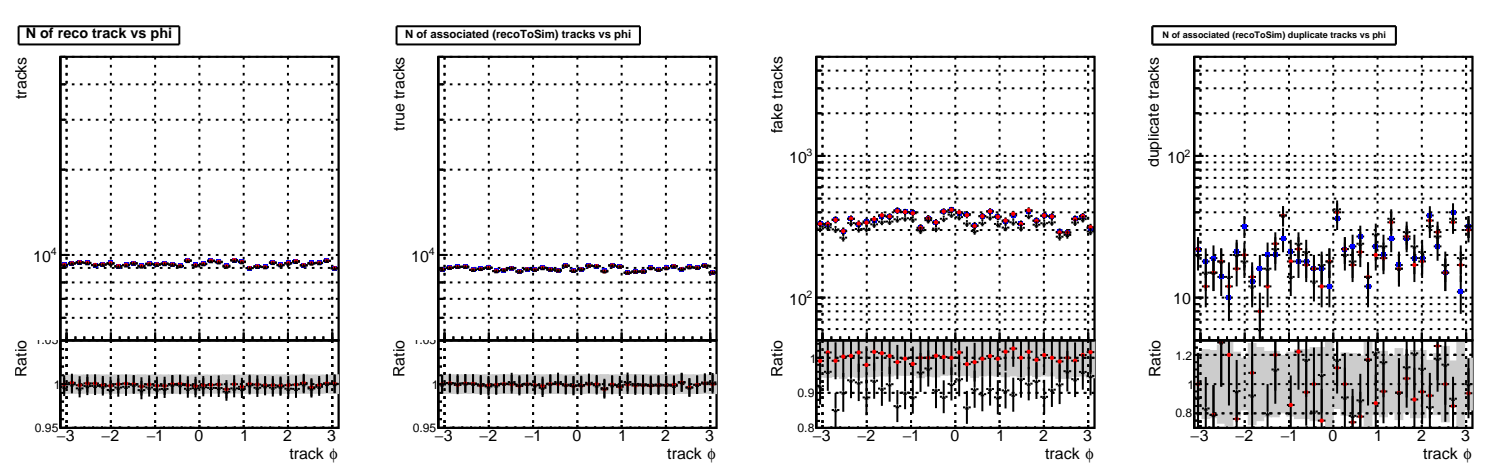 N of reco track vs phi
tracks
10⁴
Ratio
1.05
1
0.95
−3 −2 −1 0 1 2 3
track ϕ
N of associated (recoToSim) tracks vs phi
true tracks
10⁴
Ratio
1.05
1
0.95
−3 −2 −1 0 1 2 3
track ϕ
fake tracks
10³
10²
Ratio
1
0.9
0.8
−3 −2 −1 0 1 2 3
track ϕ
N of associated (recoToSim) duplicate tracks vs phi
duplicate tracks
10²
10
Ratio
1.2
1
0.8
−3 −2 −1 0 1 2 3
track ϕ